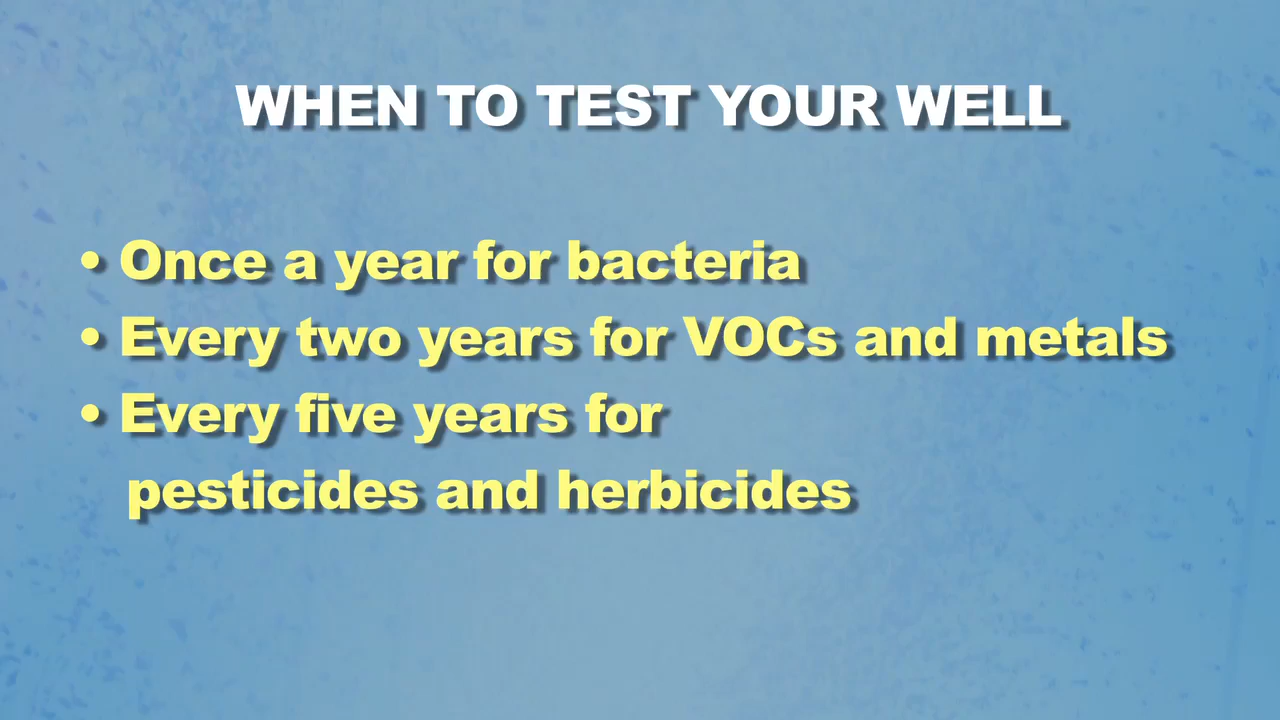 WHEN TO TEST YOUR WELL
• Once a year for bacteria
• Every two years for VOCs and metals
• Every five years for
pesticides and herbicides